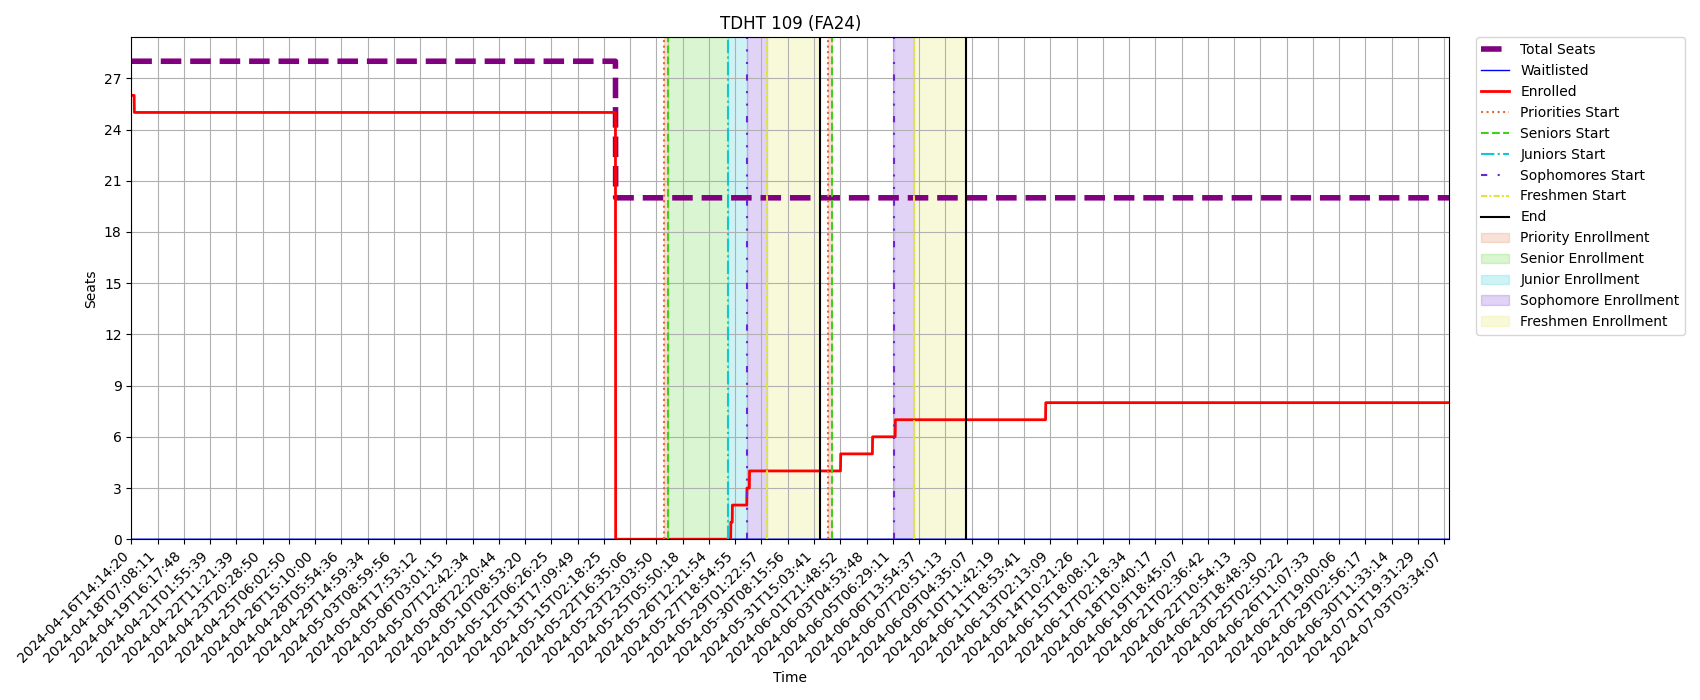 TDHT 109 (FA24)
Seats
27
24
21
18
15
12
9
6
3
0
2024-04-16T14:14:20
2024-04-18T07:08:11
2024-04-19T16:17:48
2024-04-21T01:55:39
2024-04-22T11:21:39
2024-04-23T20:28:50
2024-04-25T06:02:50
2024-04-26T15:10:00
2024-04-28T05:54:36
2024-04-29T14:59:34
2024-05-03T08:59:56
2024-05-04T17:53:12
2024-05-06T03:01:15
2024-05-07T12:42:34
2024-05-08T22:20:44
2024-05-10T08:53:20
2024-05-12T06:26:25
2024-05-13T17:09:49
2024-05-15T02:18:25
2024-05-22T16:35:06
2024-05-23T23:03:50
2024-05-25T05:50:18
2024-05-26T12:21:54
2024-05-27T18:54:55
2024-05-29T01:22:57
2024-05-30T08:15:56
2024-05-31T15:03:41
2024-06-01T21:48:52
2024-06-03T04:53:48
2024-06-05T06:29:11
2024-06-06T13:54:37
2024-06-07T20:51:13
2024-06-09T04:35:07
2024-06-10T11:42:19
2024-06-11T18:53:41
2024-06-13T02:13:09
2024-06-14T10:21:26
2024-06-15T18:08:12
2024-06-17T02:18:34
2024-06-18T10:40:17
2024-06-19T18:45:07
2024-06-21T02:36:42
2024-06-22T10:54:13
2024-06-23T18:48:30
2024-06-25T02:50:22
2024-06-26T11:07:33
2024-06-27T19:00:06
2024-06-29T02:56:17
2024-06-30T11:33:14
2024-07-01T19:31:29
2024-07-03T03:34:07
Time
Total Seats
Waitlisted
Enrolled
Priorities Start
Seniors Start
Juniors Start
Sophomores Start
Freshmen Start
End
Priority Enrollment
Senior Enrollment
Junior Enrollment
Sophomore Enrollment
Freshmen Enrollment